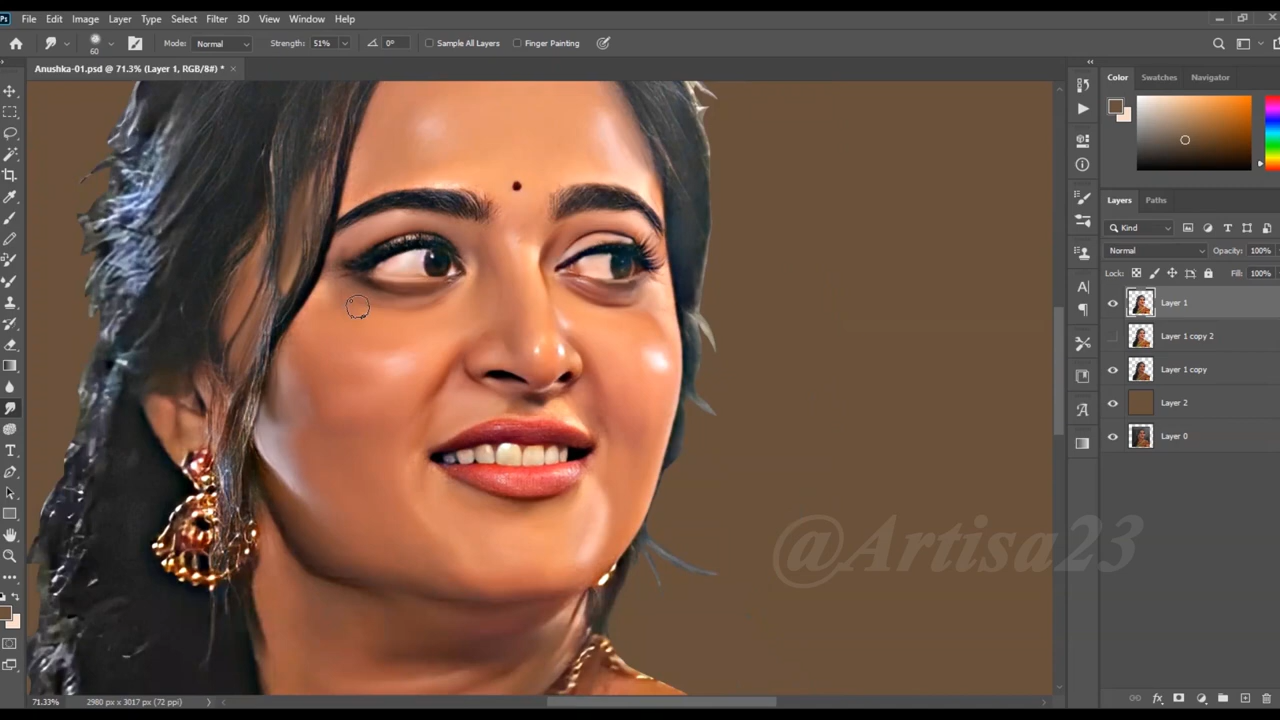 Ps File Edit Image Layer Type Select Filter 3D View Window Help
60 Mode: Normal Strength: 51% 0° Sample All Layers Finger Painting
Anushka-01.psd @ 71.3% (Layer 1, RGB/8#) * ×
Color Swatches Navigator
Layers Paths
Kind
Normal Opacity: 100%
Lock: Fill: 100%
Layer 1
Layer 1 copy 2
Layer 1 copy
Layer 2
Layer 0
@Artisa23
71.33% 2980 px x 3017 px (72 ppi)